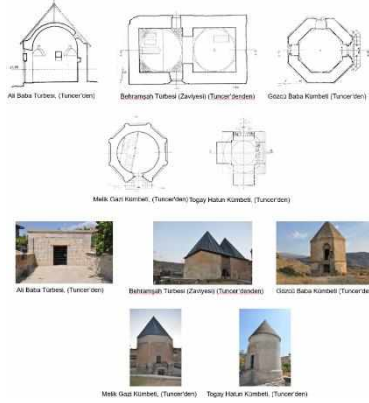 Ali Baba Türbesi, (Tuncer'den)
Behramşah Türbesi (Zaviyesi) (Tuncer'denden)
Gözcü Baba Kümbeti (Tuncer'den)
Melik Gazi Kümbeti, (Tuncer'den) Togay Hatun Kümbeti, (Tuncer'den)
Ali Baba Türbesi, (Tuncer'den)
Behramşah Türbesi (Zaviyesi) (Tuncer'denden)
Gözcü Baba Kümbeti (Tuncer'de
Melik Gazi Kümbeti, (Tuncer'den)
Togay Hatun Kümbeti, (Tuncer'den)